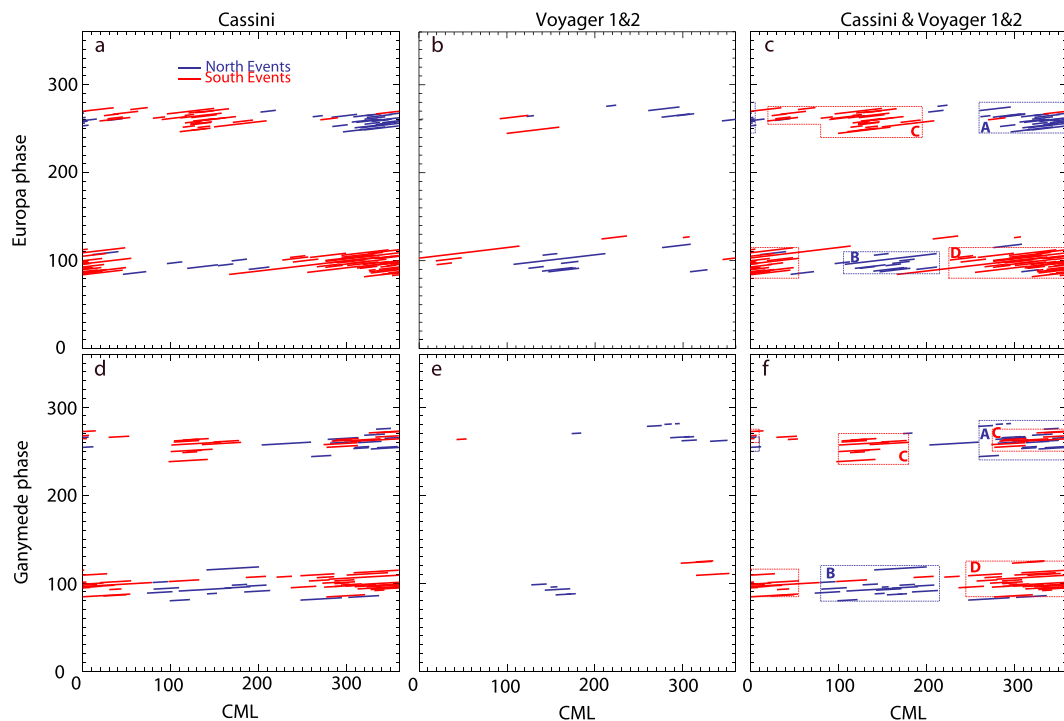 Cassini
Voyager 1&2
Cassini & Voyager 1&2
a
b
c
North Events
South Events
300
200
100
0
Europa phase
C
A
B
D
d
e
f
300
200
100
0
Ganymede phase
A
C
C
B
D
0
100
200
300
0
100
200
300
0
100
200
300
CML
CML
CML